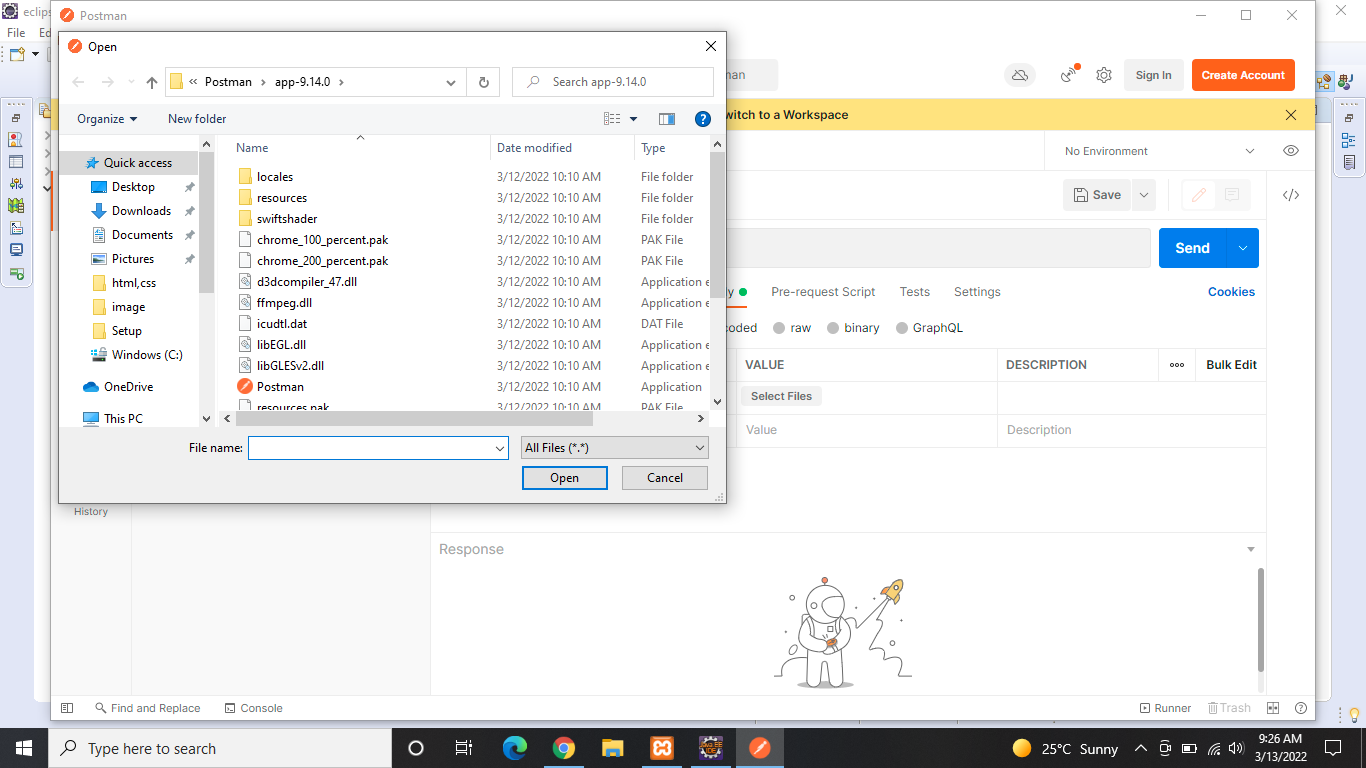 eclips
Postman
File Ed
Open
Postman app-9.14.0
Search app-9.14.0
Sign In
Create Account
Organize New folder
witch to a Workspace
Name Date modified Type
No Environment
Quick access
Desktop
Downloads
Documents
Pictures
html,css
image
Setup
Windows (C:)
OneDrive
This PC
locales 3/12/2022 10:10 AM File folder
resources 3/12/2022 10:10 AM File folder
swiftshader 3/12/2022 10:10 AM File folder
chrome_100_percent.pak 3/12/2022 10:10 AM PAK File
chrome_200_percent.pak 3/12/2022 10:10 AM PAK File
d3dcompiler_47.dll 3/12/2022 10:10 AM Application e
ffmpeg.dll 3/12/2022 10:10 AM Application e
icudtl.dat 3/12/2022 10:10 AM DAT File
libEGL.dll 3/12/2022 10:10 AM Application e
libGLESv2.dll 3/12/2022 10:10 AM Application e
Postman 3/12/2022 10:10 AM Application
resources.pak 3/12/2022 10:10 AM PAK File
File name: All Files (*.*)
Open Cancel
Save
Send
Pre-request Script Tests Settings Cookies
coded raw binary GraphQL
VALUE DESCRIPTION Bulk Edit
Select Files
Value Description
History
Response
Find and Replace Console
Runner Trash
Type here to search
25°C Sunny
9:26 AM
3/13/2022